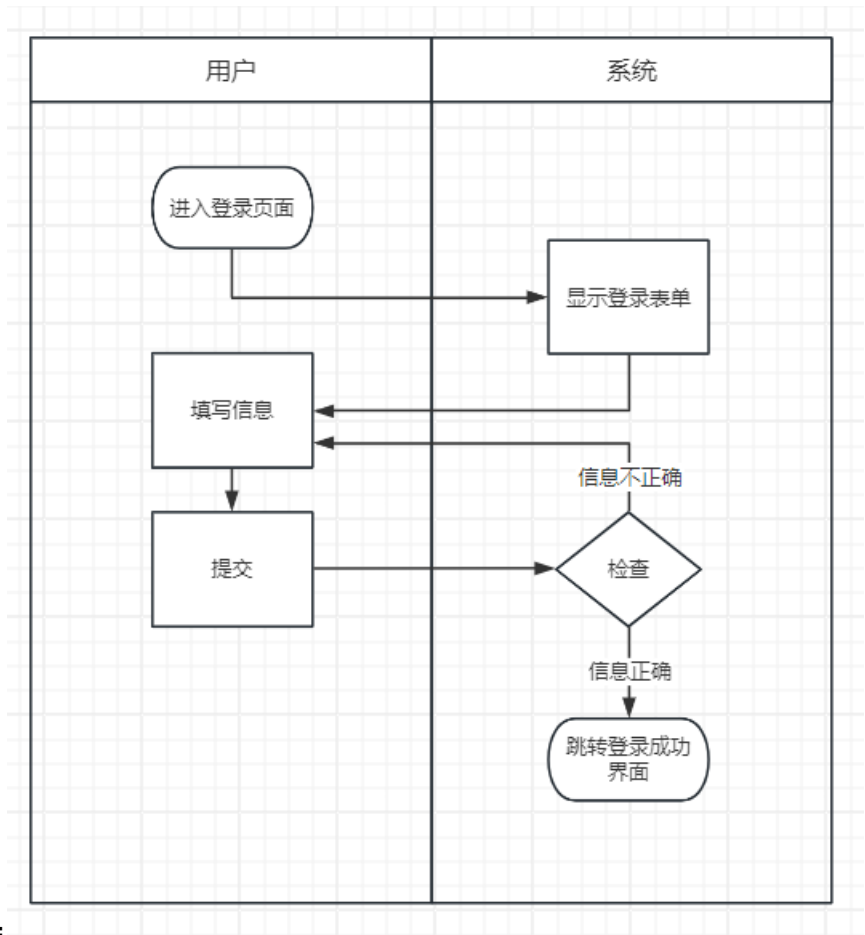 用户
系统
进入登录页面
显示登录表单
填写信息
信息不正确
提交
检查
信息正确
跳转登录成功
界面